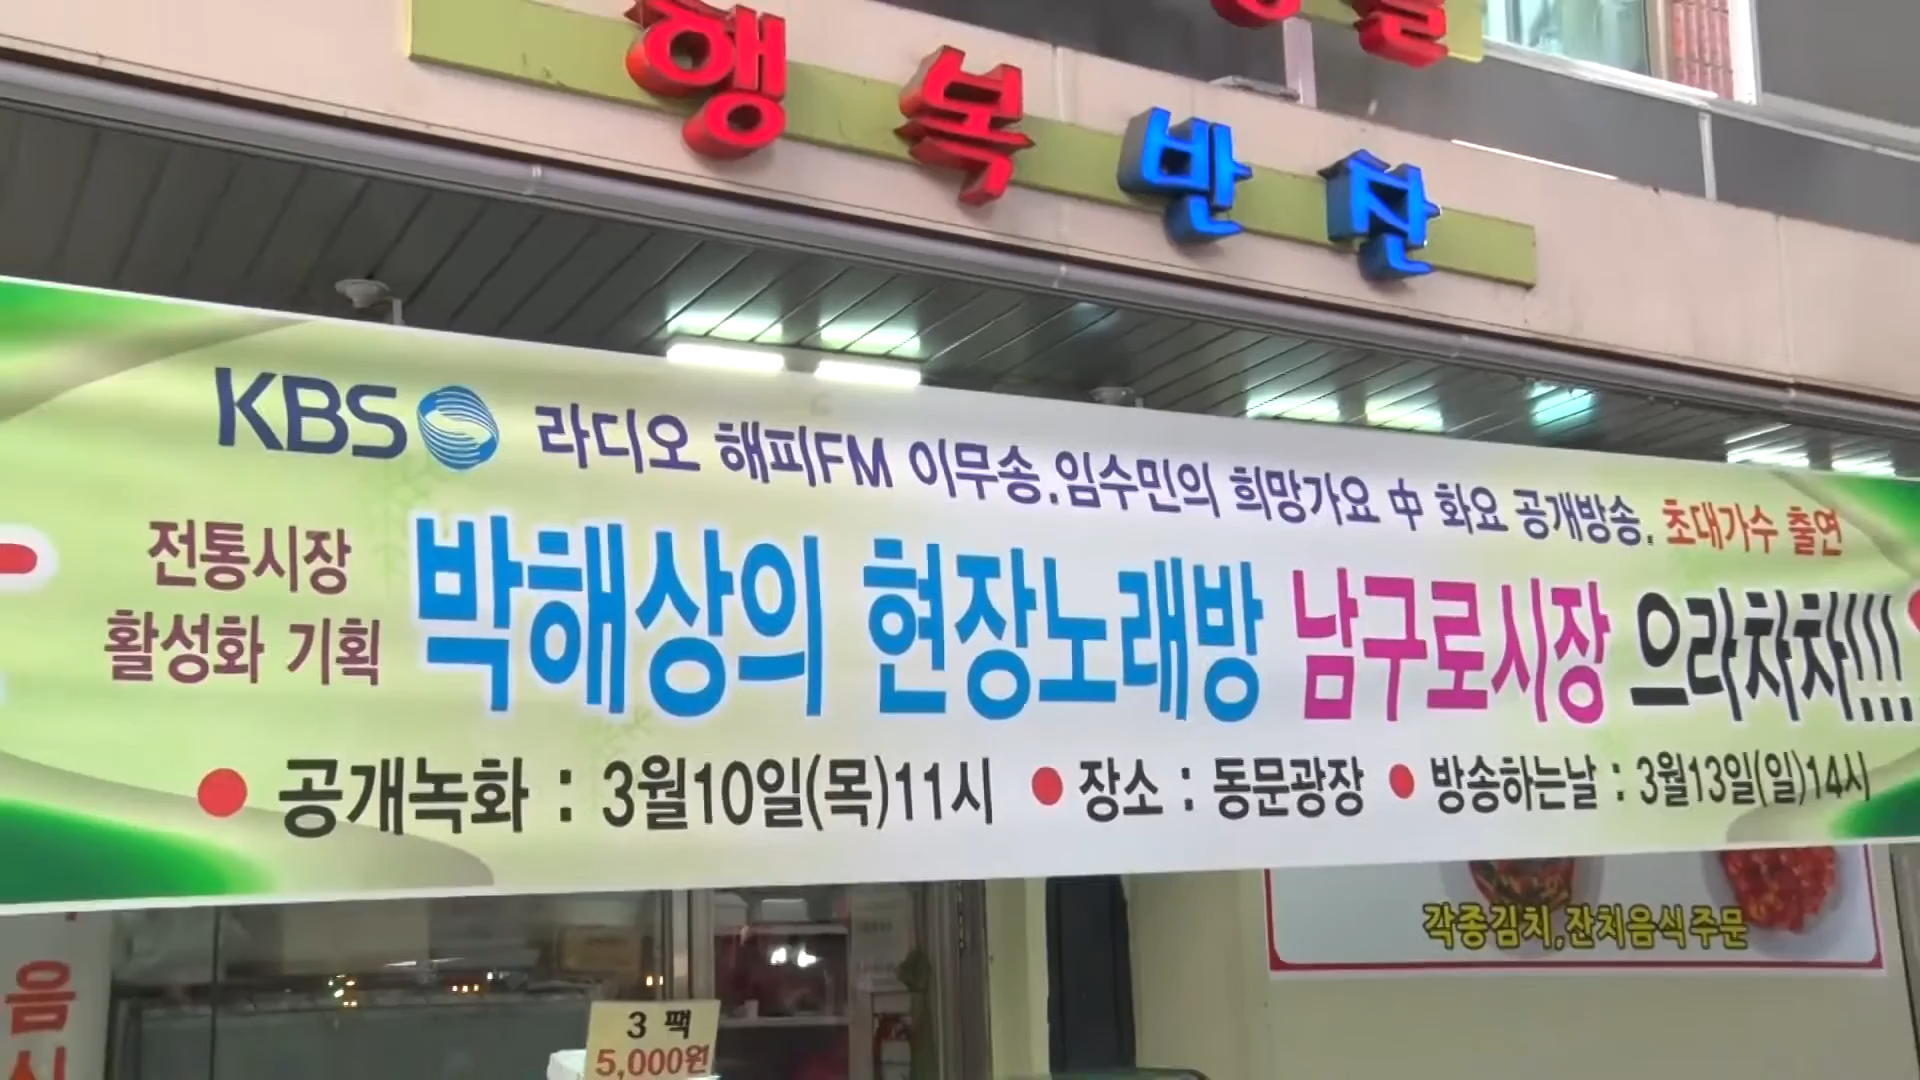 행복반찬
KBS 라디오 해피FM 이무송.임수민의 희망가요 中 화요 공개방송. 초대가수 출연
전통시장
활성화 기획
박해상의 현장노래방 남구로시장 으라차차!!!
● 공개녹화 : 3월10일(목)11시 ● 장소 : 동문광장 ● 방송하는날 : 3월13일(일)14시
각종김치,잔치음식주문
음
식
3 팩
5,000원